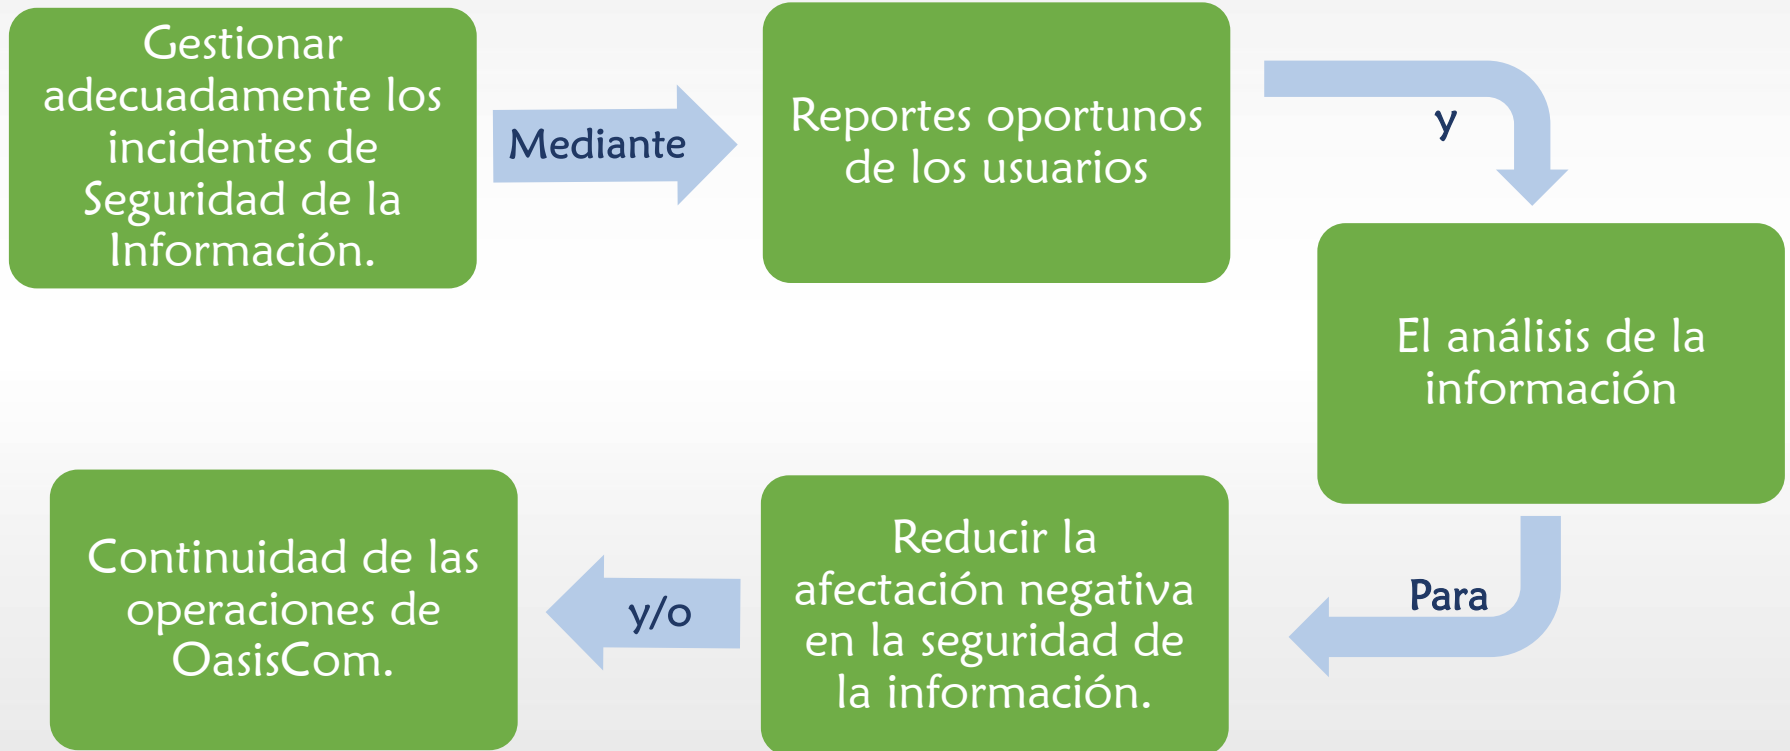 Gestionar
adecuadamente los
incidentes de
Seguridad de la
Información.
Mediante
Reportes oportunos
de los usuarios
y
El análisis de la
información
Para
Reducir la
afectación negativa
en la seguridad de
la información.
y/o
Continuidad de las
operaciones de
OasisCom.